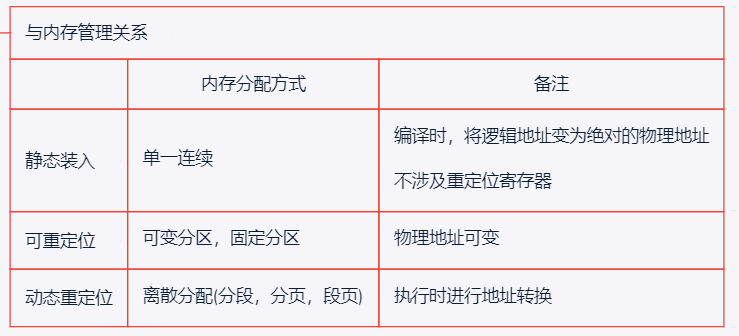 与内存管理关系
内存分配方式 备注
静态装入 单一连续 编译时，将逻辑地址变为绝对的物理地址
不涉及重定位寄存器
可重定位 可变分区，固定分区 物理地址可变
动态重定位 离散分配(分段，分页，段页) 执行时进行地址转换